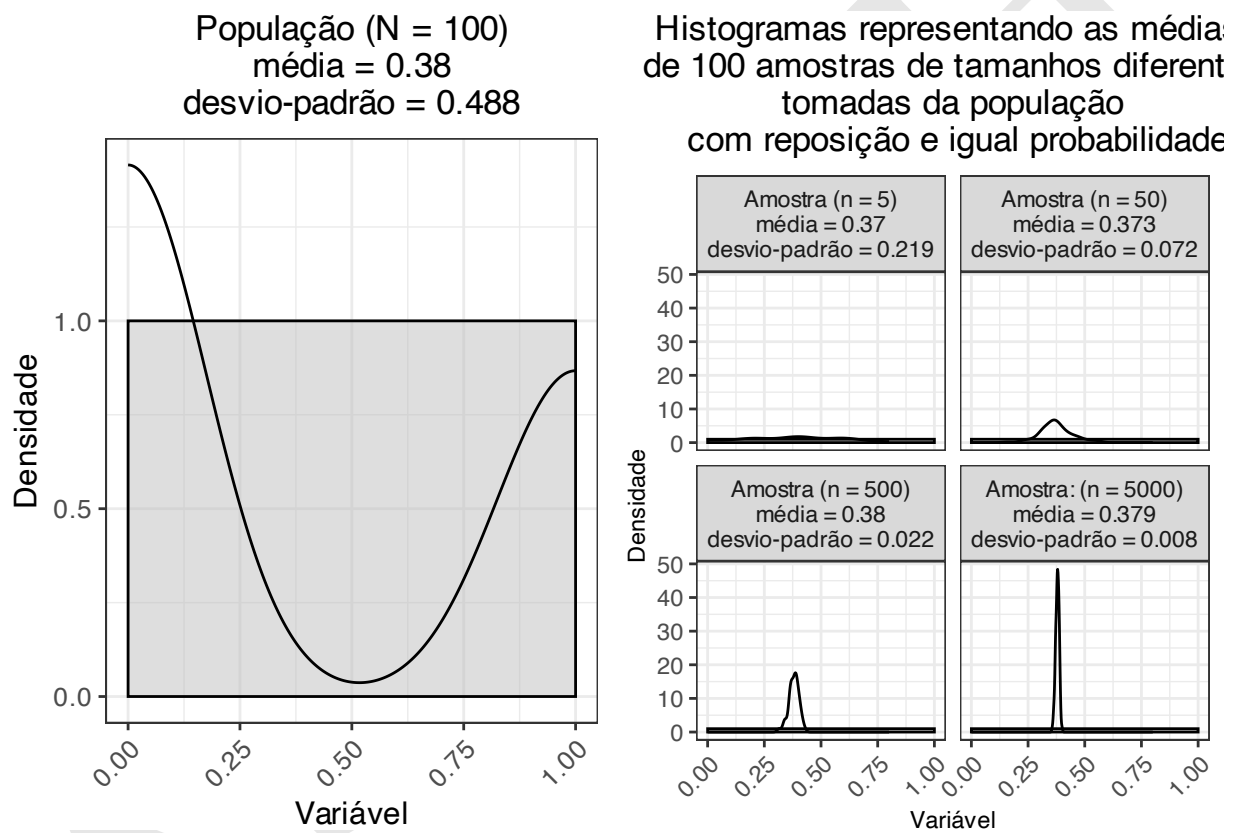 População (N = 100)
média = 0.38
desvio-padrão = 0.488
1.0
0.5
0.0
Densidade
0.00
0.25
0.50
0.75
1.00
Variável
Histogramas representando as médias
de 100 amostras de tamanhos diferent
tomadas da população
com reposição e igual probabilidade
Amostra (n = 5)
média = 0.37
desvio-padrão = 0.219
Amostra (n = 50)
média = 0.373
desvio-padrão = 0.072
50
40
30
20
10
0
Amostra (n = 500)
média = 0.38
desvio-padrão = 0.022
Amostra: (n = 5000)
média = 0.379
desvio-padrão = 0.008
50
40
30
20
10
0
Densidade
0.00
0.25
0.50
0.75
1.00
0.00
0.25
0.50
0.75
1.00
Variável